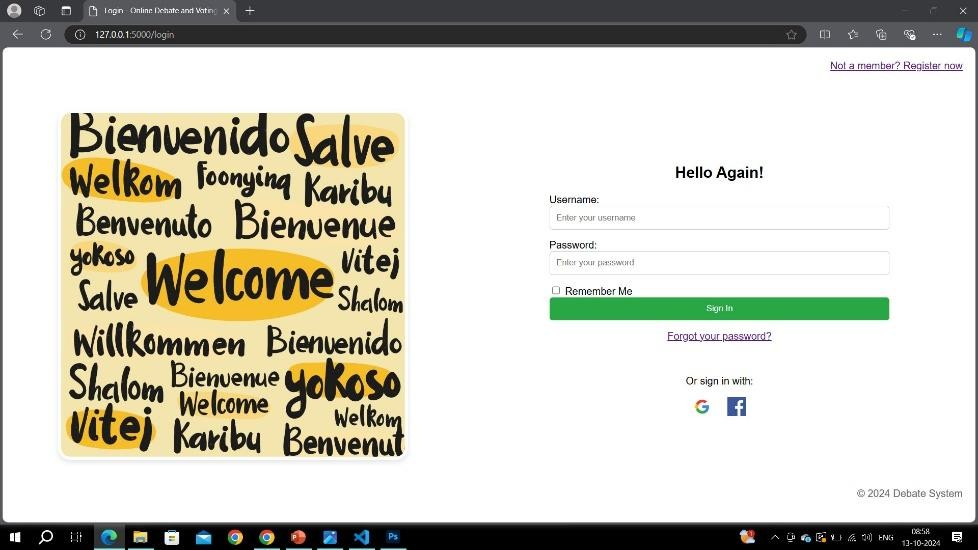 Login - Online Debate and Voting
127.0.0.1:5000/login
Not a member? Register now
Bienvenido Salve
Welkom Foonying Karibu
Benvenuto Bienvenue
yokoso Welcome Vitej
Salve Shalom
Willkommen Bienvenido
Shalom Bienvenue yokoso
Welcome
Vitej Karibu Welkom
Benvenut
Hello Again!
Username:
Enter your username
Password:
Enter your password
Remember Me
Sign In
Forgot your password?
Or sign in with:
© 2024 Debate System
ENG
08:58
13-10-2024